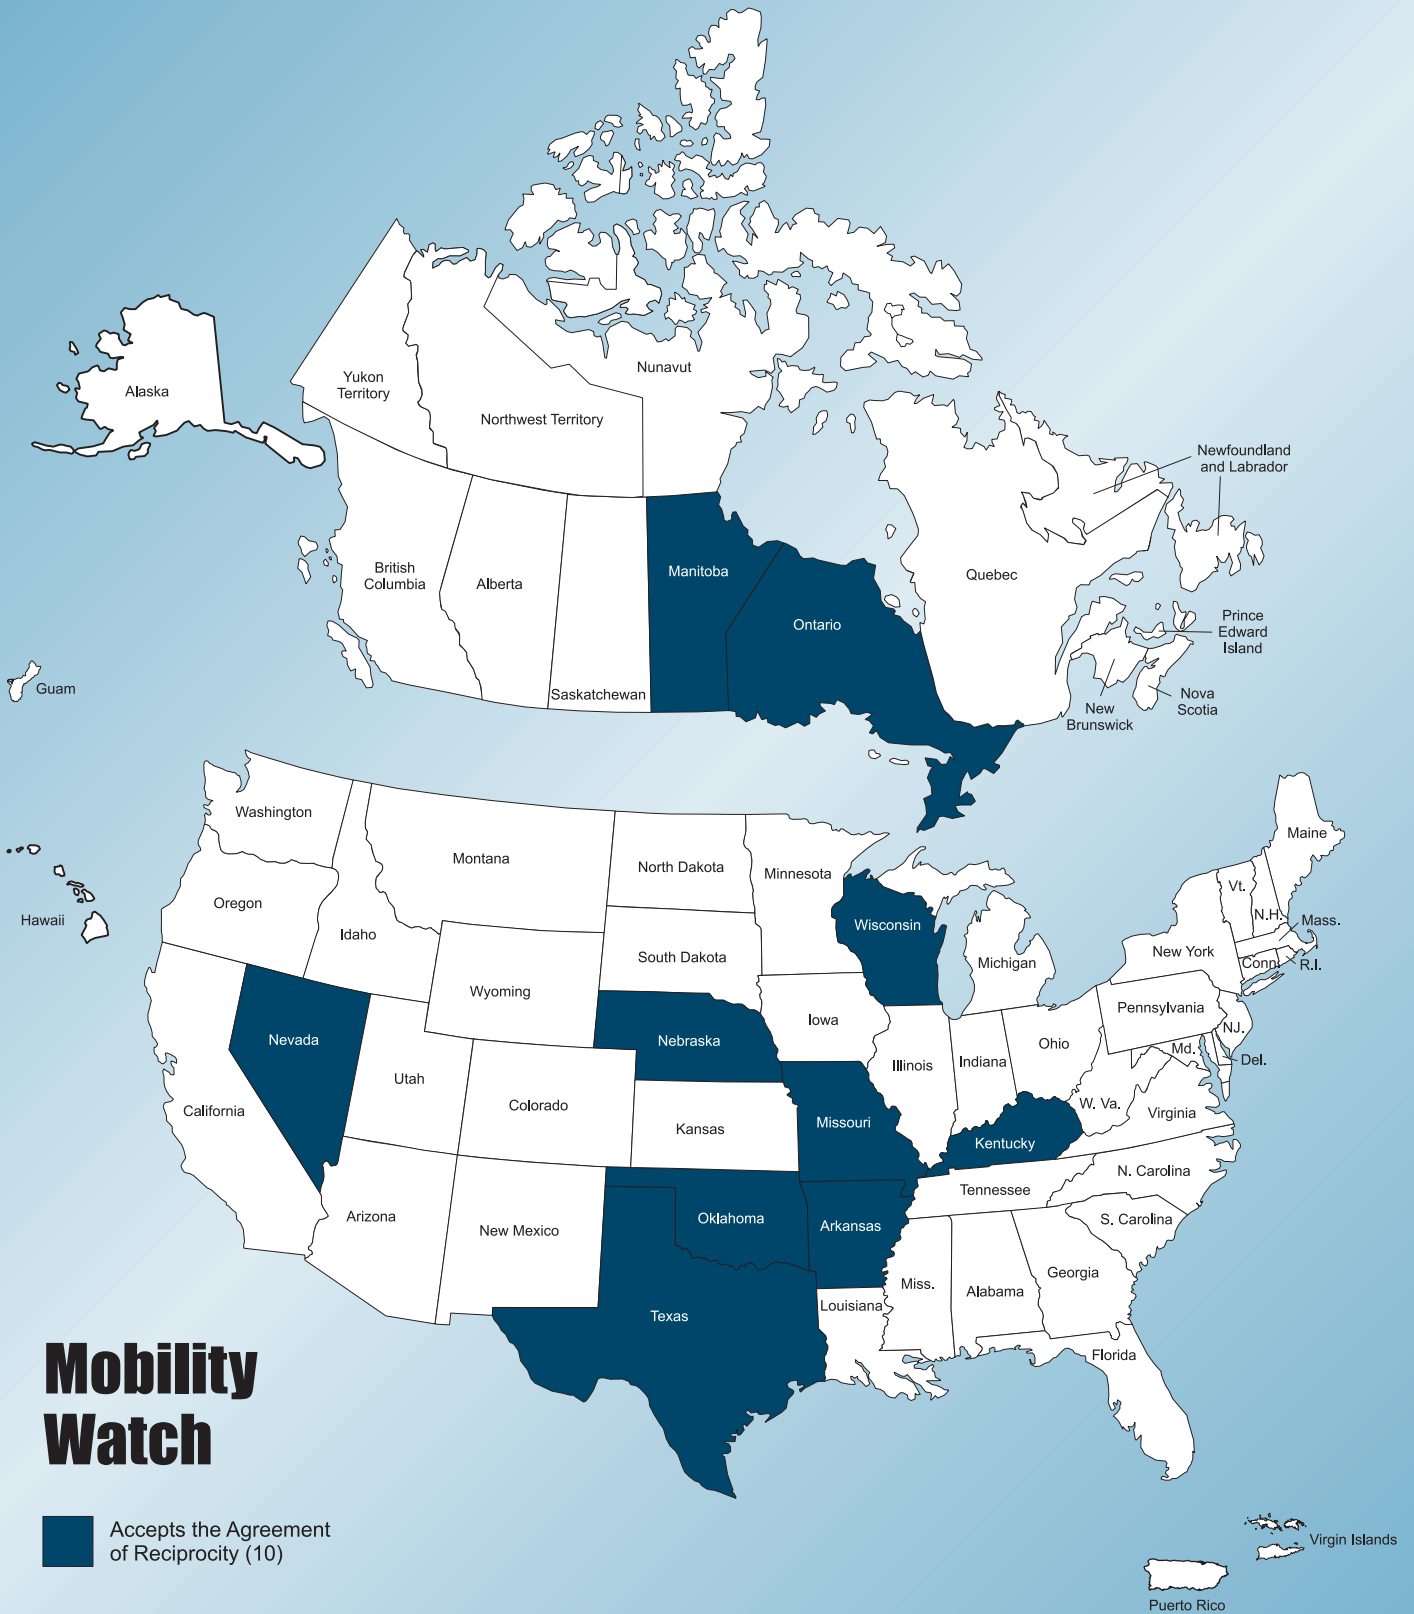 Alaska
Yukon
Territory
Northwest Territory
Nunavut
Newfoundland
and Labrador
British
Columbia
Alberta
Saskatchewan
Manitoba
Ontario
Quebec
Prince
Edward
Island
Nova
Scotia
New
Brunswick
Guam
Hawaii
Washington
Oregon
Idaho
Montana
Wyoming
North Dakota
South Dakota
Minnesota
Wisconsin
Michigan
Maine
Vt.
N.H.
Mass.
New York
Conn.
R.I.
Pennsylvania
NJ.
Md.
Del.
Nevada
Utah
California
Colorado
Nebraska
Iowa
Illinois
Indiana
Ohio
W. Va.
Virginia
Kansas
Missouri
Kentucky
Arizona
New Mexico
Oklahoma
Arkansas
Tennessee
N. Carolina
S. Carolina
Texas
Louisiana
Miss.
Alabama
Georgia
Florida
Mobility
Watch
Accepts the Agreement
of Reciprocity (10)
Virgin Islands
Puerto Rico